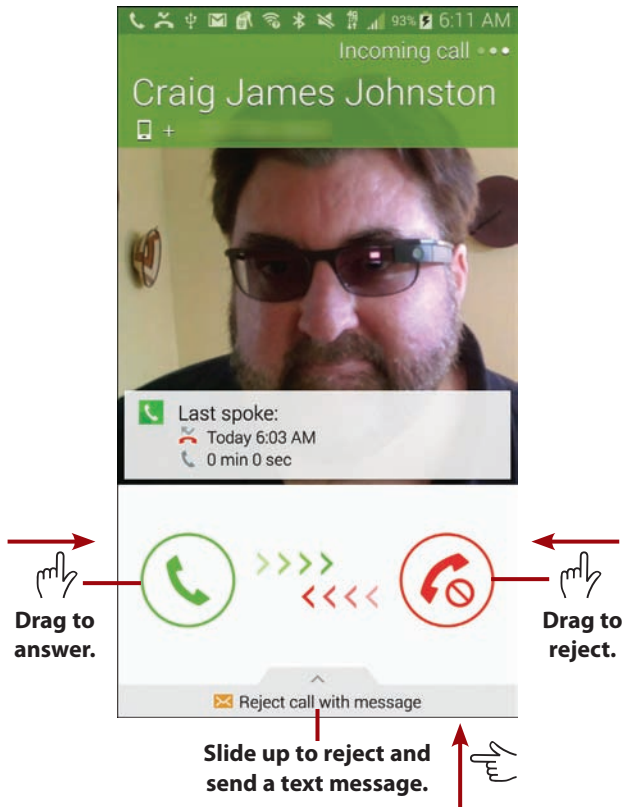 93% 6:11 AM
Incoming call
Craig James Johnston
+
Last spoke:
Today 6:03 AM
0 min 0 sec
Drag to
answer.
Drag to
reject.
Reject call with message
Slide up to reject and
send a text message.